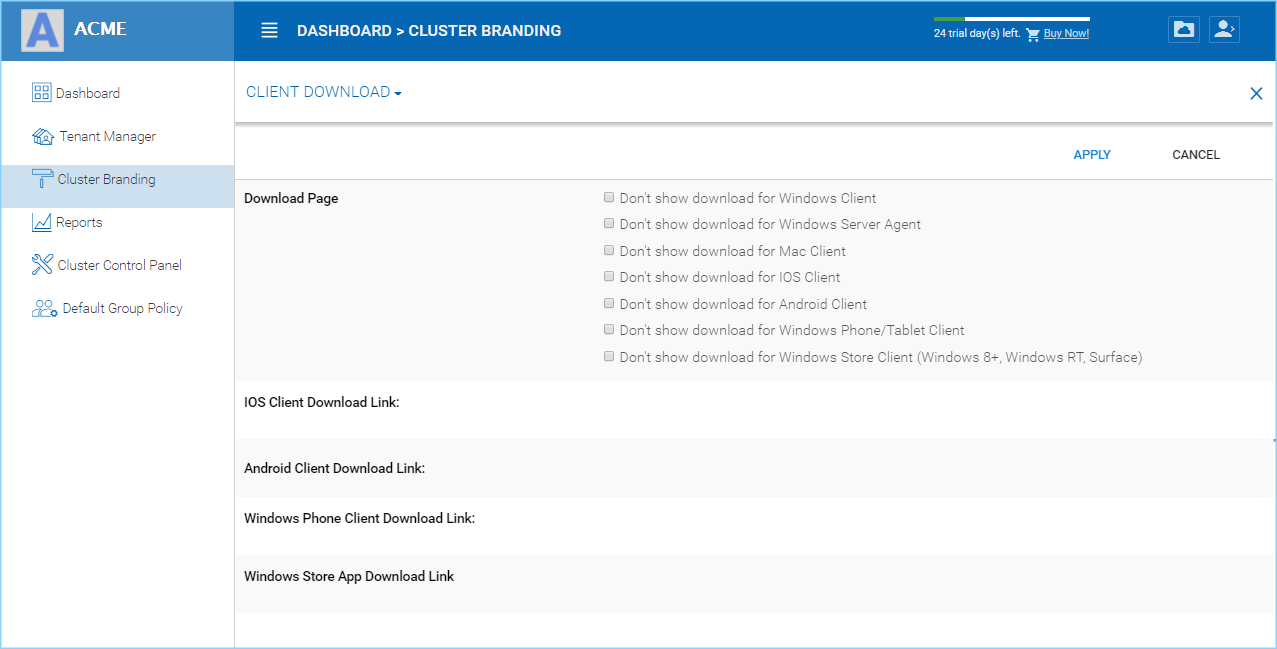 A ACME
DASHBOARD > CLUSTER BRANDING
24 trial day(s) left. Buy Now!
Dashboard
Tenant Manager
Cluster Branding
Reports
Cluster Control Panel
Default Group Policy
CLIENT DOWNLOAD
APPLY CANCEL
Download Page
Don't show download for Windows Client
Don't show download for Windows Server Agent
Don't show download for Mac Client
Don't show download for IOS Client
Don't show download for Android Client
Don't show download for Windows Phone/Tablet Client
Don't show download for Windows Store Client (Windows 8+, Windows RT, Surface)
IOS Client Download Link:
Android Client Download Link:
Windows Phone Client Download Link:
Windows Store App Download Link